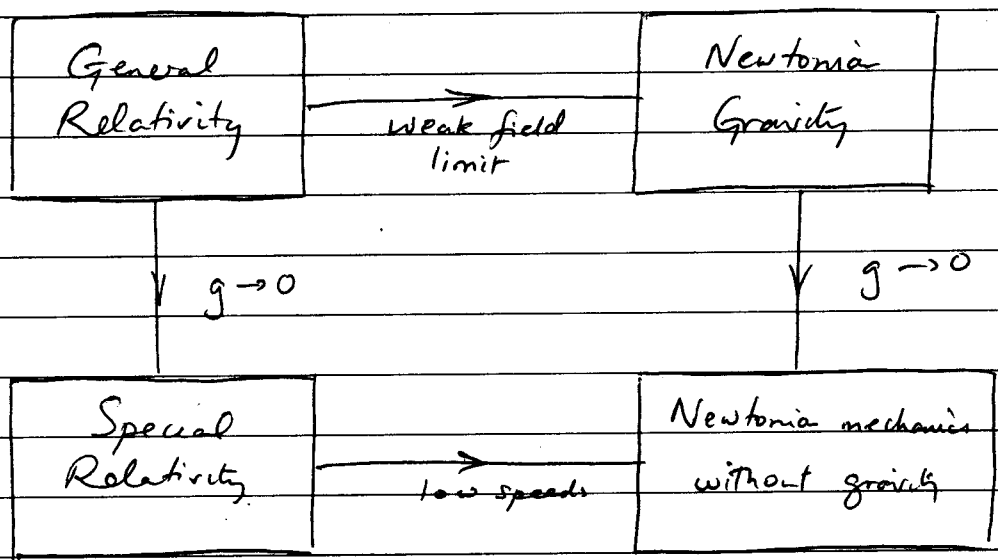 General
Relativity
weak field
limit
Newtonia
Gravity
g → 0
g → 0
Special
Relativity
low speeds
Newtonia mechanics
without gravity